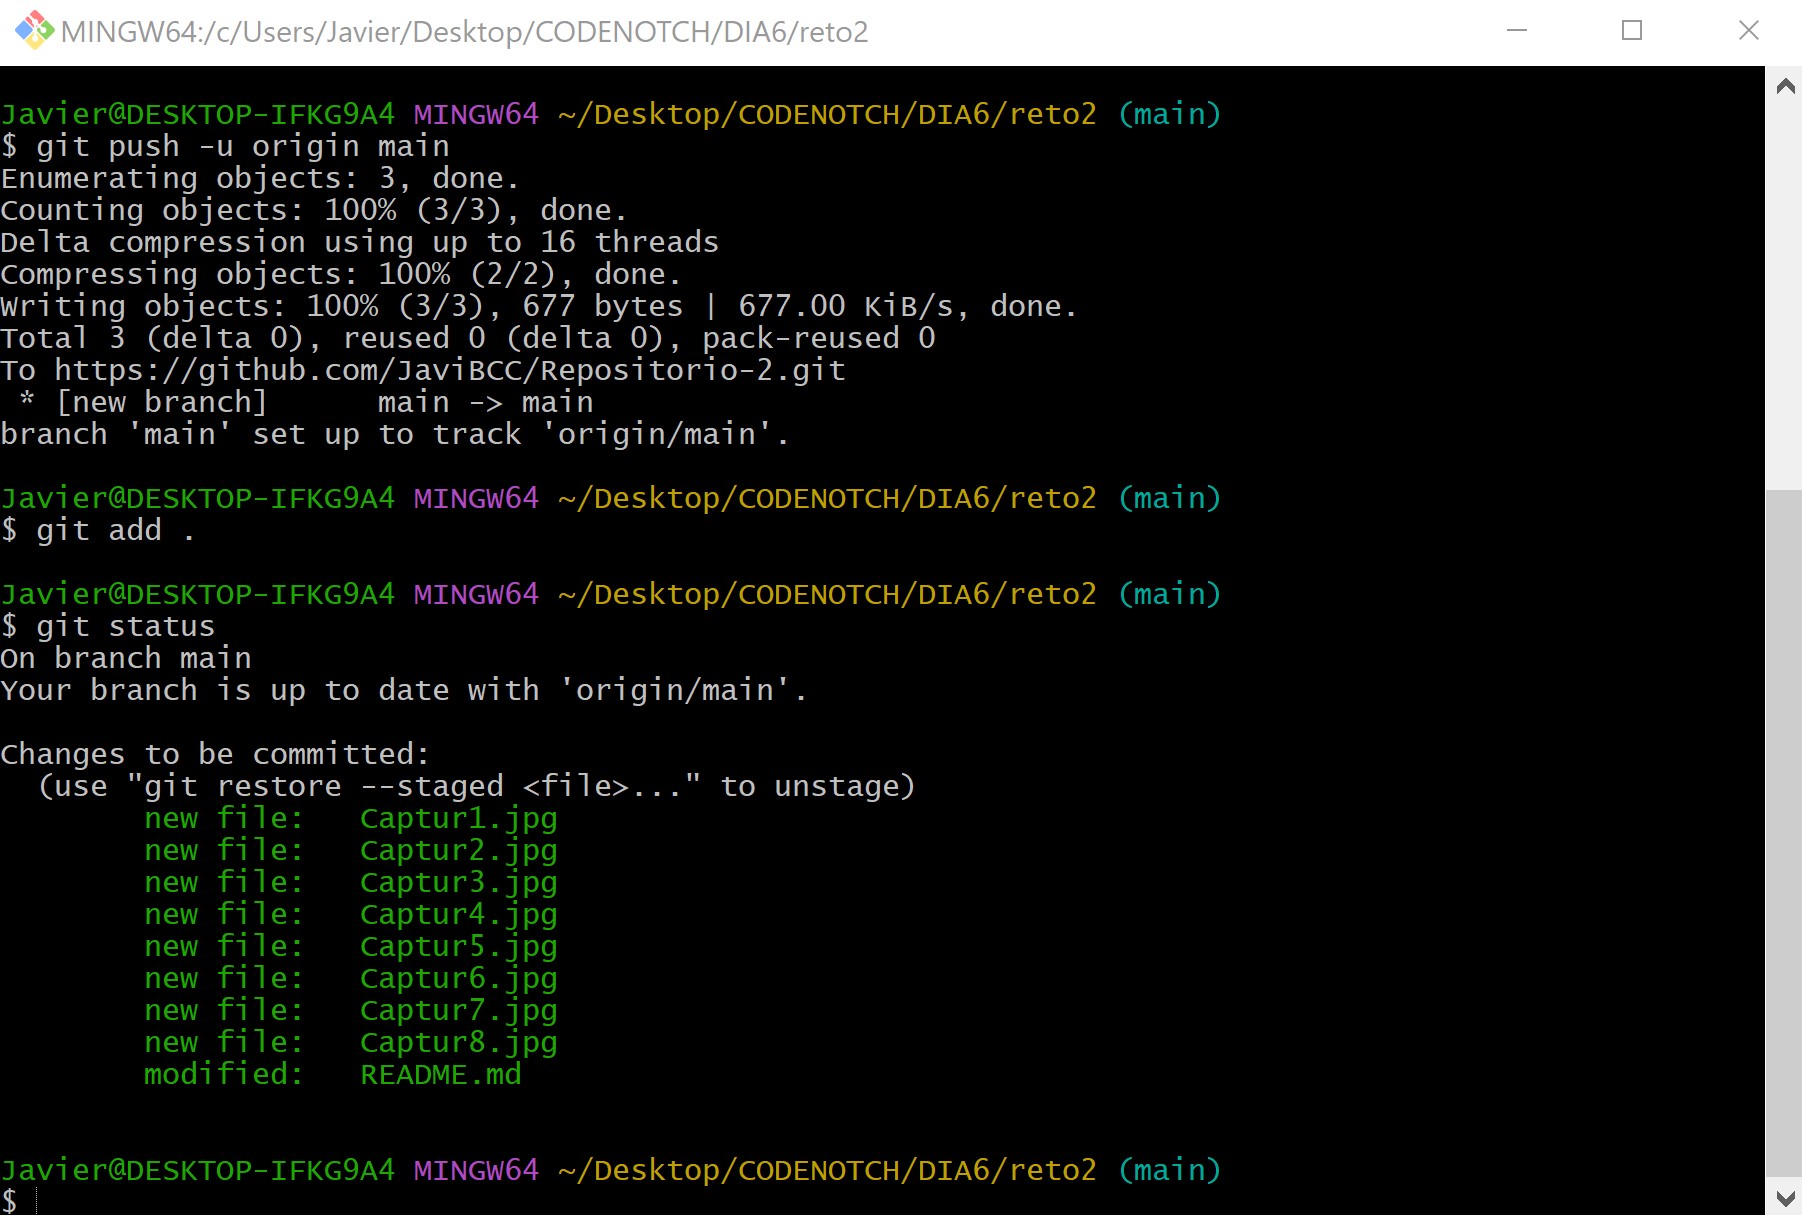 MINGW64:/c/Users/Javier/Desktop/CODENOTCH/DIA6/reto2
Javier@DESKTOP-IFKG9A4 MINGW64 ~/Desktop/CODENOTCH/DIA6/reto2 (main)
$ git push -u origin main
Enumerating objects: 3, done.
Counting objects: 100% (3/3), done.
Delta compression using up to 16 threads
Compressing objects: 100% (2/2), done.
Writing objects: 100% (3/3), 677 bytes | 677.00 KiB/s, done.
Total 3 (delta 0), reused 0 (delta 0), pack-reused 0
To https://github.com/JaviBCC/Repositorio-2.git
 * [new branch]      main -> main
branch 'main' set up to track 'origin/main'.
Javier@DESKTOP-IFKG9A4 MINGW64 ~/Desktop/CODENOTCH/DIA6/reto2 (main)
$ git add .
Javier@DESKTOP-IFKG9A4 MINGW64 ~/Desktop/CODENOTCH/DIA6/reto2 (main)
$ git status
On branch main
Your branch is up to date with 'origin/main'.
Changes to be committed:
  (use "git restore --staged <file>..." to unstage)
        new file:   Captur1.jpg
        new file:   Captur2.jpg
        new file:   Captur3.jpg
        new file:   Captur4.jpg
        new file:   Captur5.jpg
        new file:   Captur6.jpg
        new file:   Captur7.jpg
        new file:   Captur8.jpg
        modified:   README.md
Javier@DESKTOP-IFKG9A4 MINGW64 ~/Desktop/CODENOTCH/DIA6/reto2 (main)
$